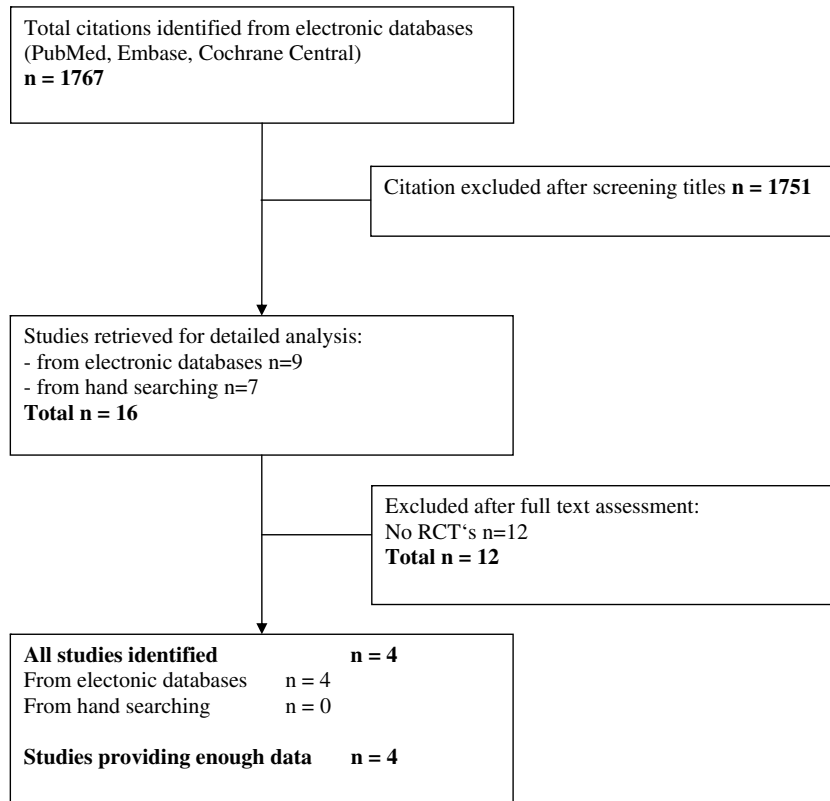 Total citations identified from electronic databases
(PubMed, Embase, Cochrane Central)
n = 1767
Citation excluded after screening titles n = 1751
Studies retrieved for detailed analysis:
- from electronic databases n=9
- from hand searching n=7
Total n = 16
Excluded after full text assessment:
No RCT‘s n=12
Total n = 12
All studies identified n = 4
From electonic databases n = 4
From hand searching n = 0
Studies providing enough data n = 4